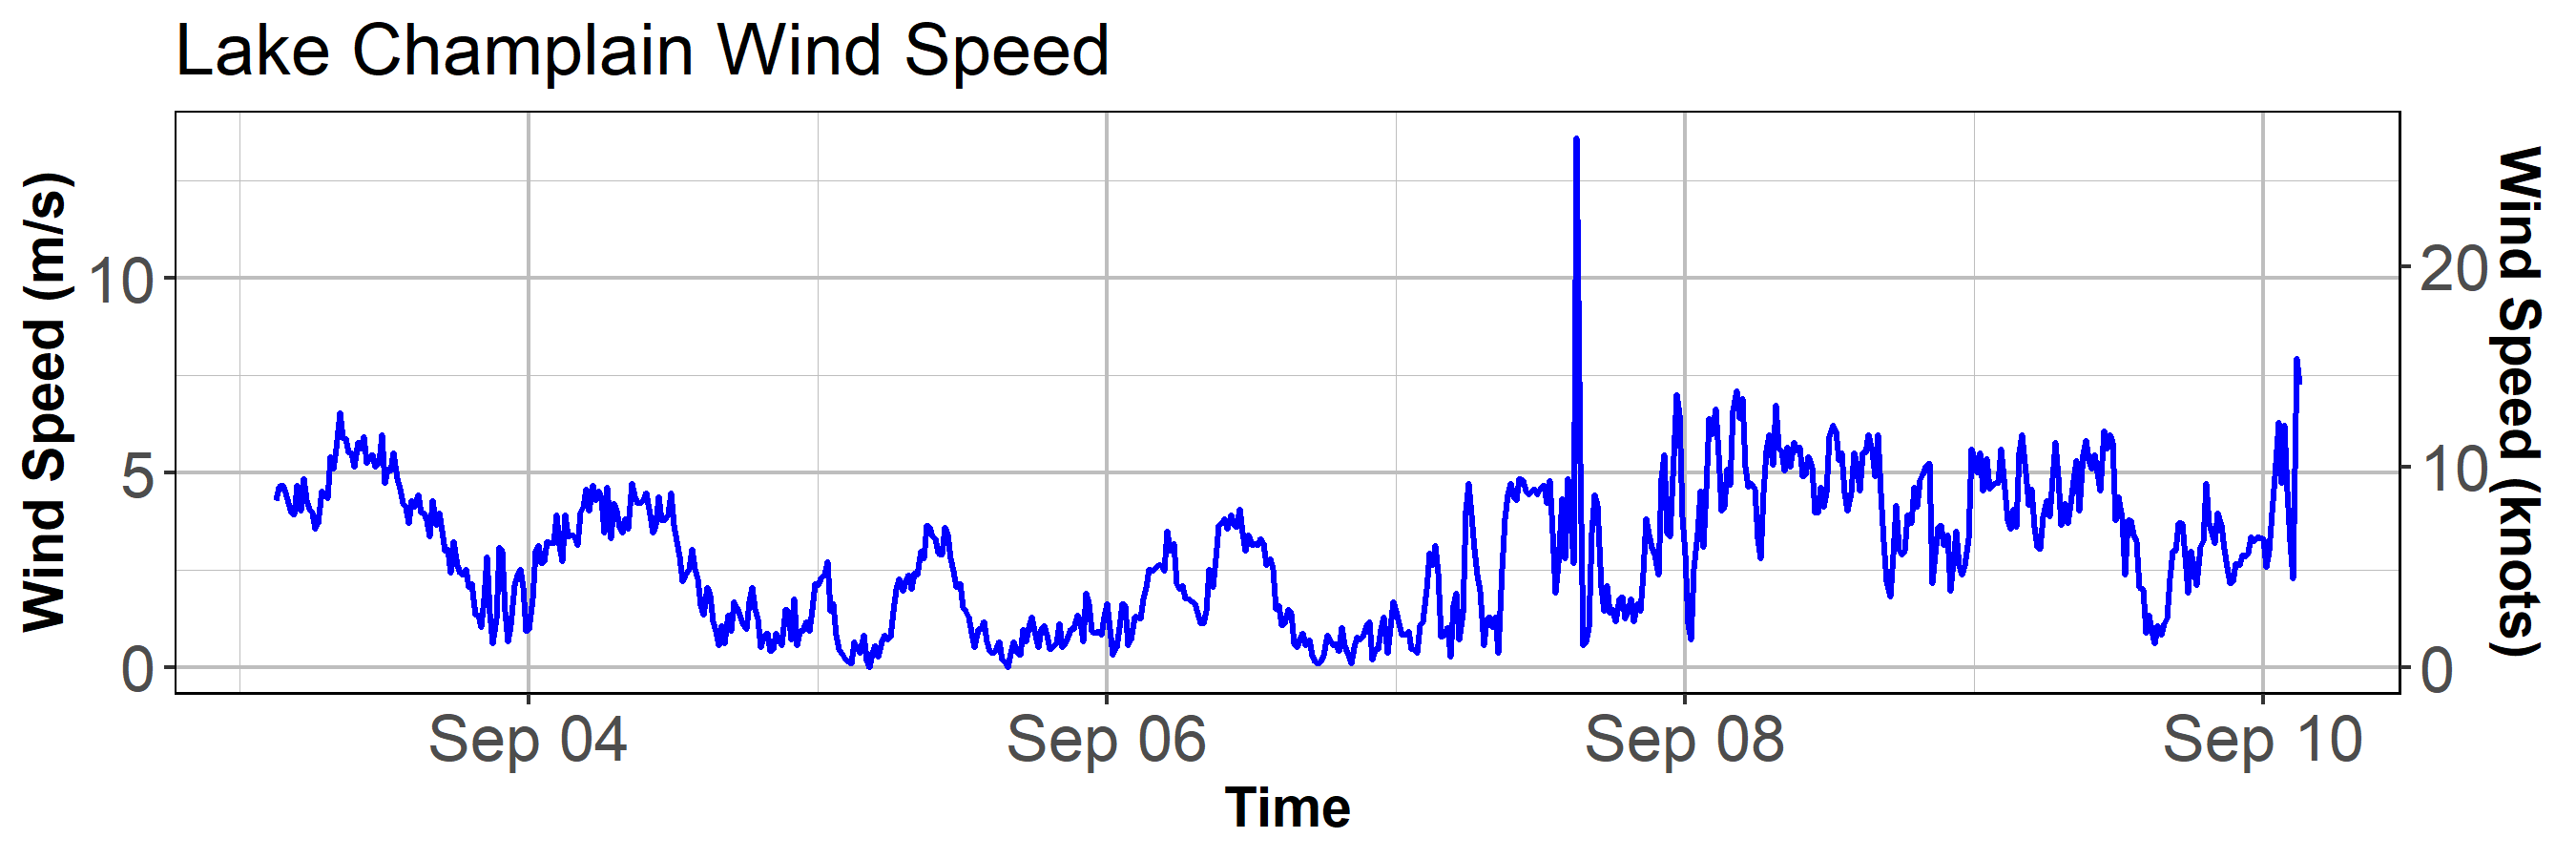 Lake Champlain Wind Speed
Wind Speed (m/s)
10
5
0
20
10
0
Wind Speed (knots)
Sep 04
Sep 06
Sep 08
Sep 10
Time